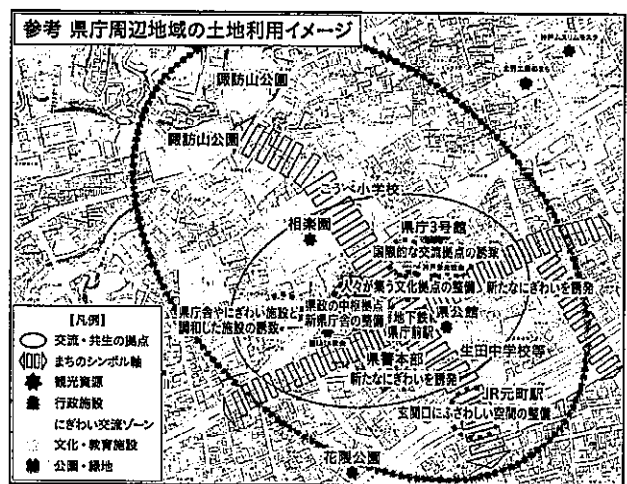 参考 県庁周辺地域の土地利用イメージ
諏訪山公園
諏訪山公園
こうべ小学校
相楽園
県庁3号館
国際的な交流拠点の誘致
人々が集う文化拠点の整備
新たなにぎわいを誘発
県庁舎やにぎわい施設と
調和した施設の誘致
県政の中枢拠点
新県庁舎の整備
地下鉄
県庁前駅
県公館
県警本部
生田中学校等
新たなにぎわいを誘発
JR元町駅
玄関口にふさわしい空間の整備
花隈公園
【凡例】
交流・共生の拠点
まちのシンボル軸
観光資源
行政施設
にぎわい交流ゾーン
文化・教育施設
公園・緑地